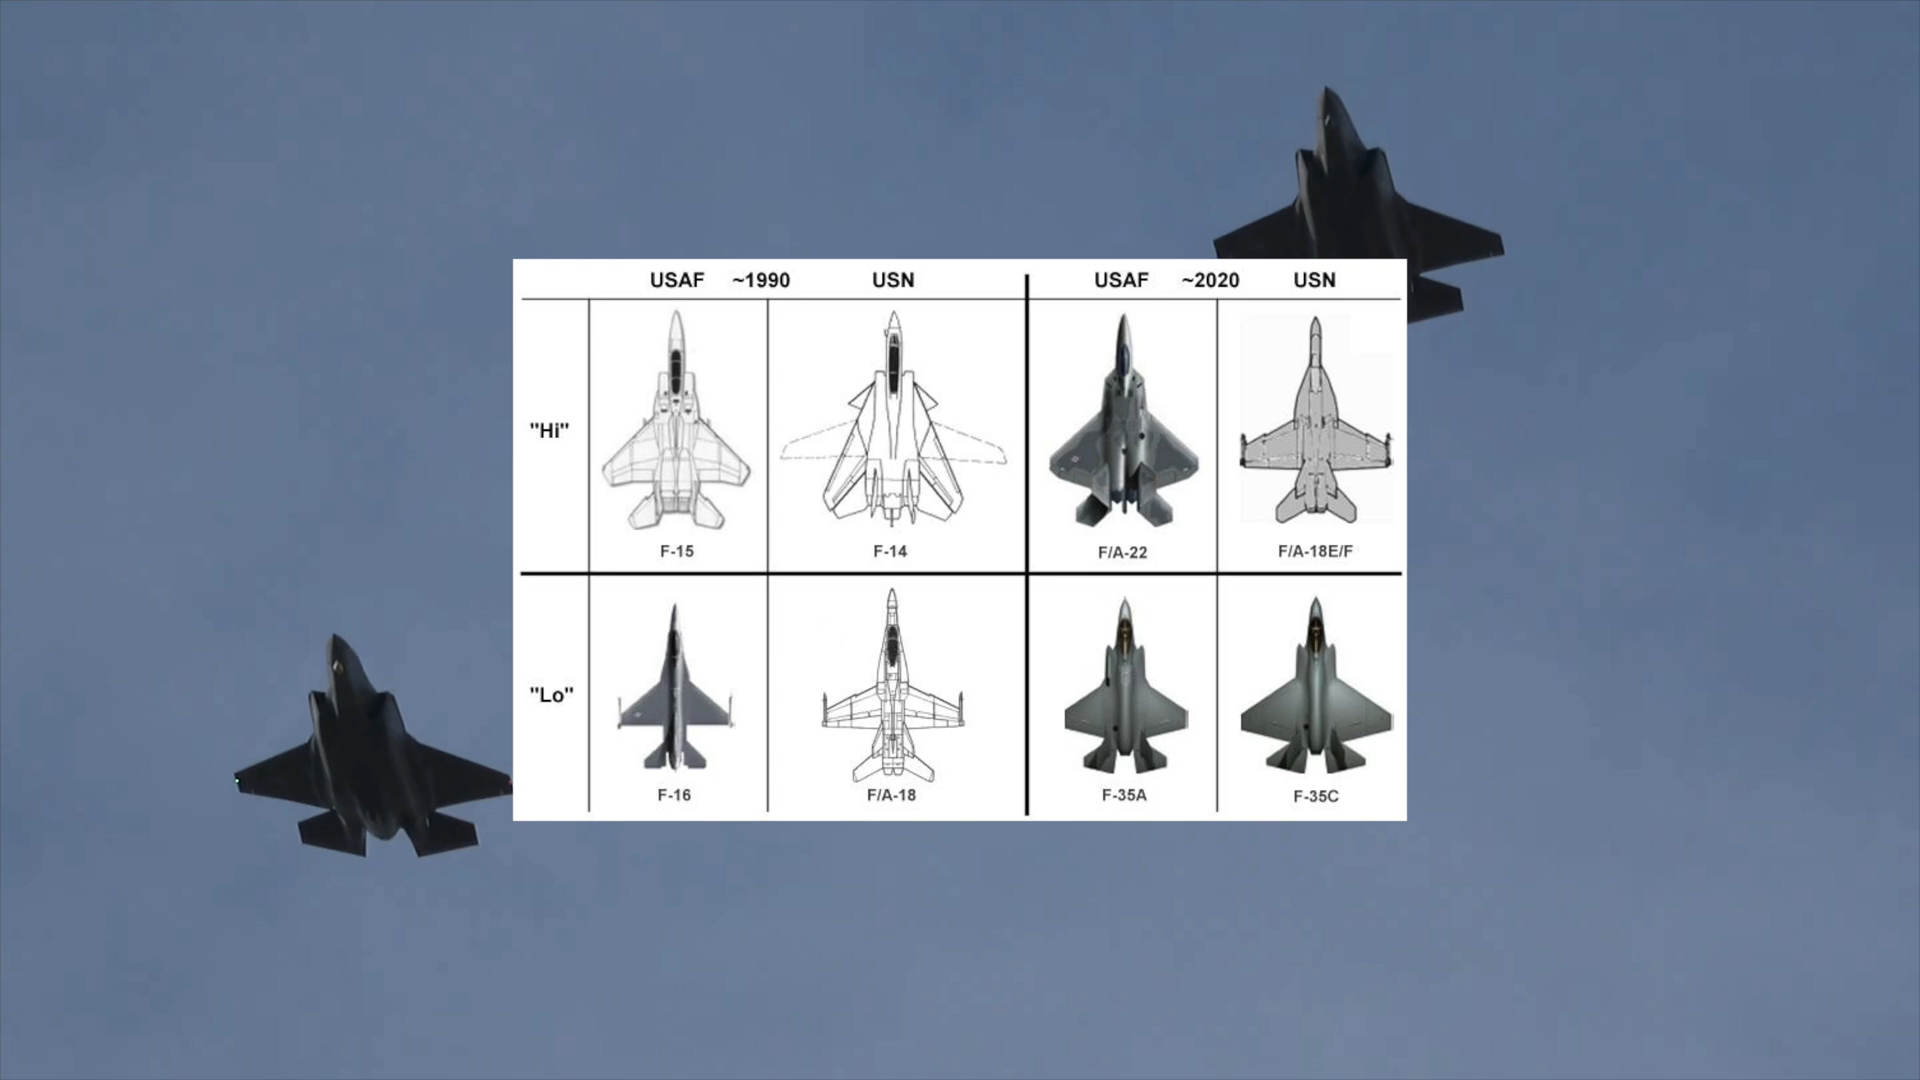 USAF ~1990 USN USAF ~2020 USN
"Hi"
F-15 F-14 F/A-22 F/A-18E/F
"Lo"
F-16 F/A-18 F-35A F-35C